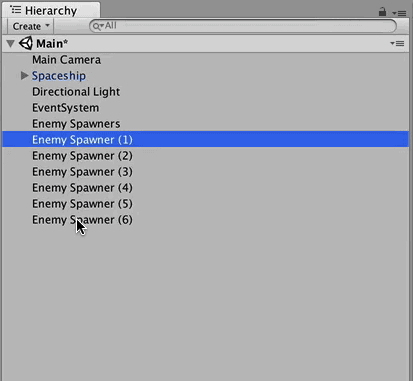 Hierarchy
Create All
Main*
Main Camera
Spaceship
Directional Light
EventSystem
Enemy Spawners
Enemy Spawner (1)
Enemy Spawner (2)
Enemy Spawner (3)
Enemy Spawner (4)
Enemy Spawner (5)
Enemy Spawner (6)